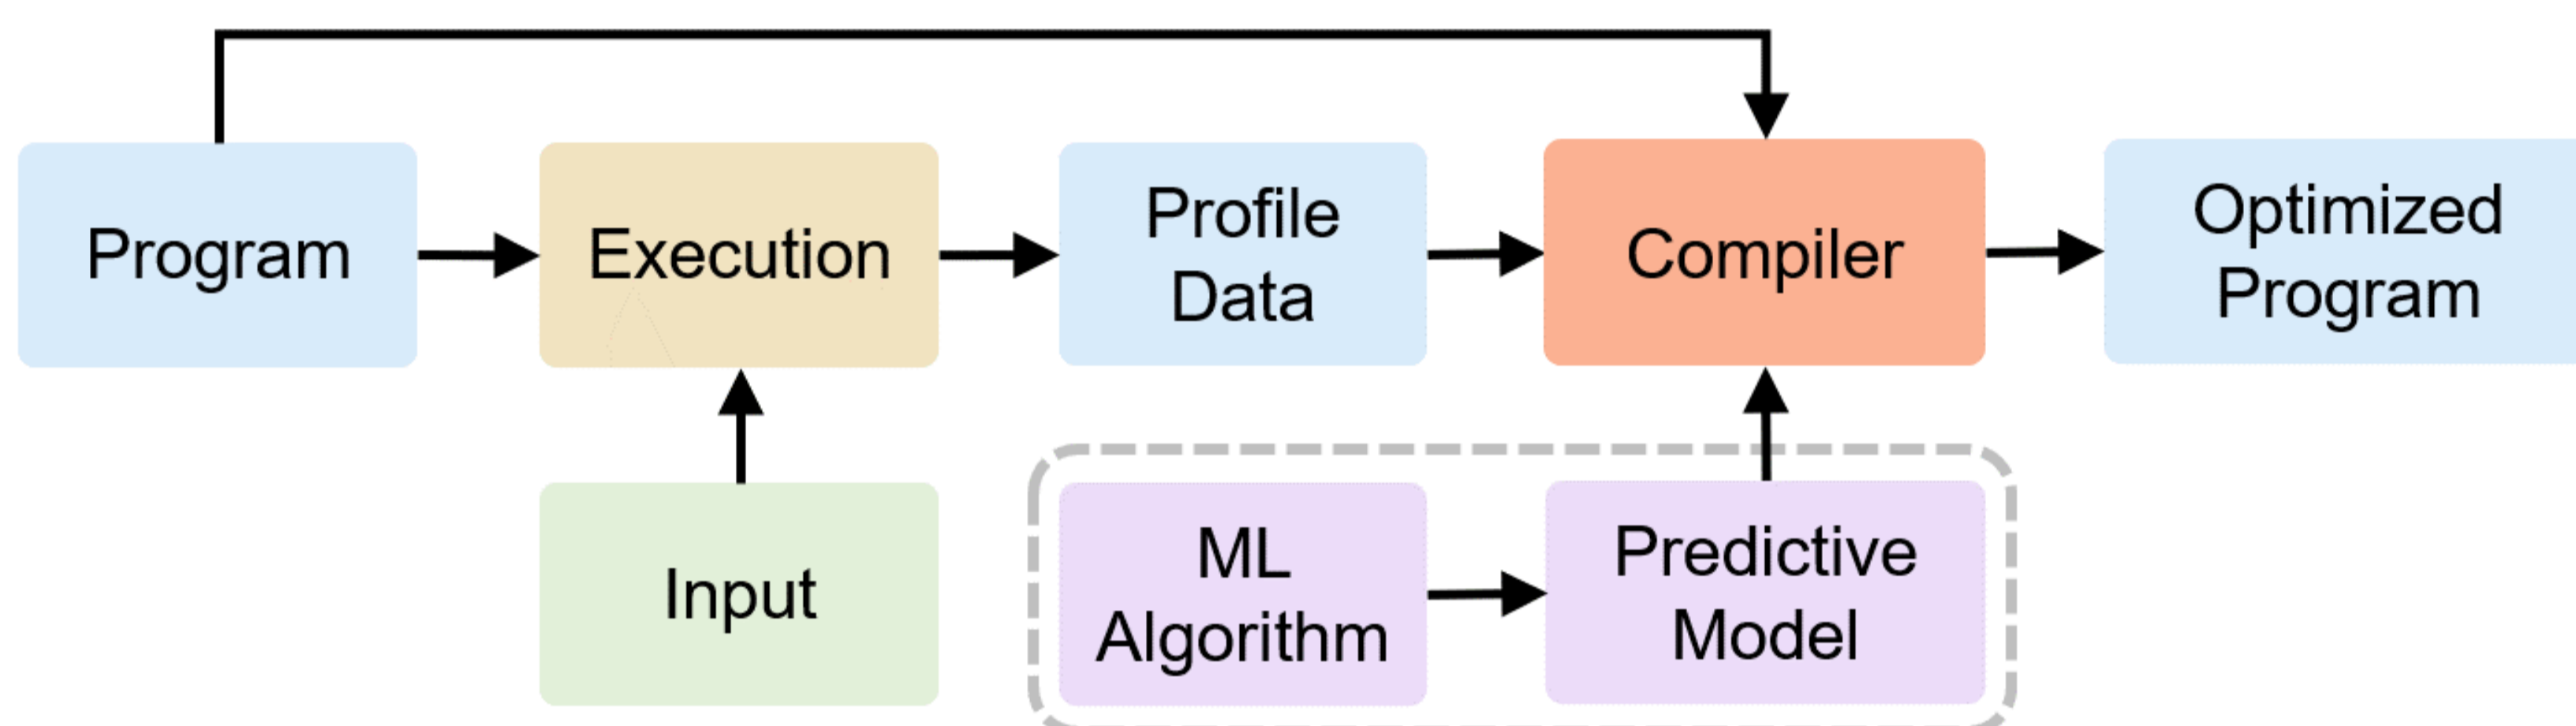 Program
Execution
Profile
Data
Compiler
Optimized
Program
Input
ML
Algorithm
Predictive
Model